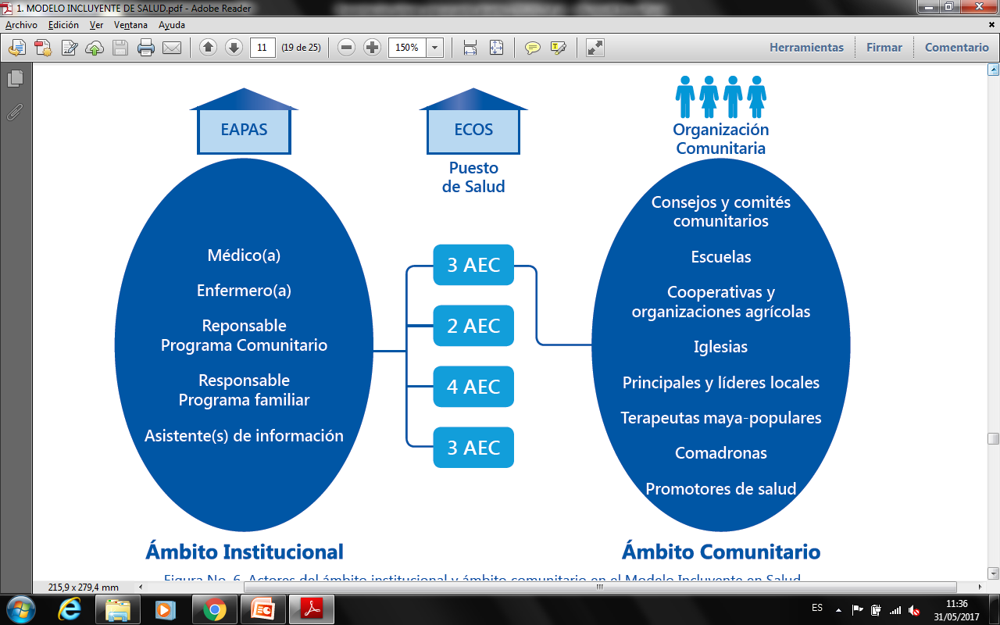 1. MODELO INCLUYENTE DE SALUD.pdf - Adobe Reader
Archivo Edición Ver Ventana Ayuda
11 (19 de 25) 150% Herramientas Firmar Comentario
EAPAS
ECOS
Puesto
de Salud
Organización
Comunitaria
Médico(a)
Enfermero(a)
Reponsable
Programa Comunitario
Responsable
Programa familiar
Asistente(s) de información
3 AEC
2 AEC
4 AEC
3 AEC
Consejos y comités
comunitarios
Escuelas
Cooperativas y
organizaciones agrícolas
Iglesias
Principales y líderes locales
Terapeutas maya-populares
Comadronas
Promotores de salud
Ámbito Institucional
Ámbito Comunitario
Figura No. 6. Actores del ámbito institucional y ámbito comunitario en el Modelo Incluyente en Salud
215,9 x 279,4 mm
ES
11:36
31/05/2017